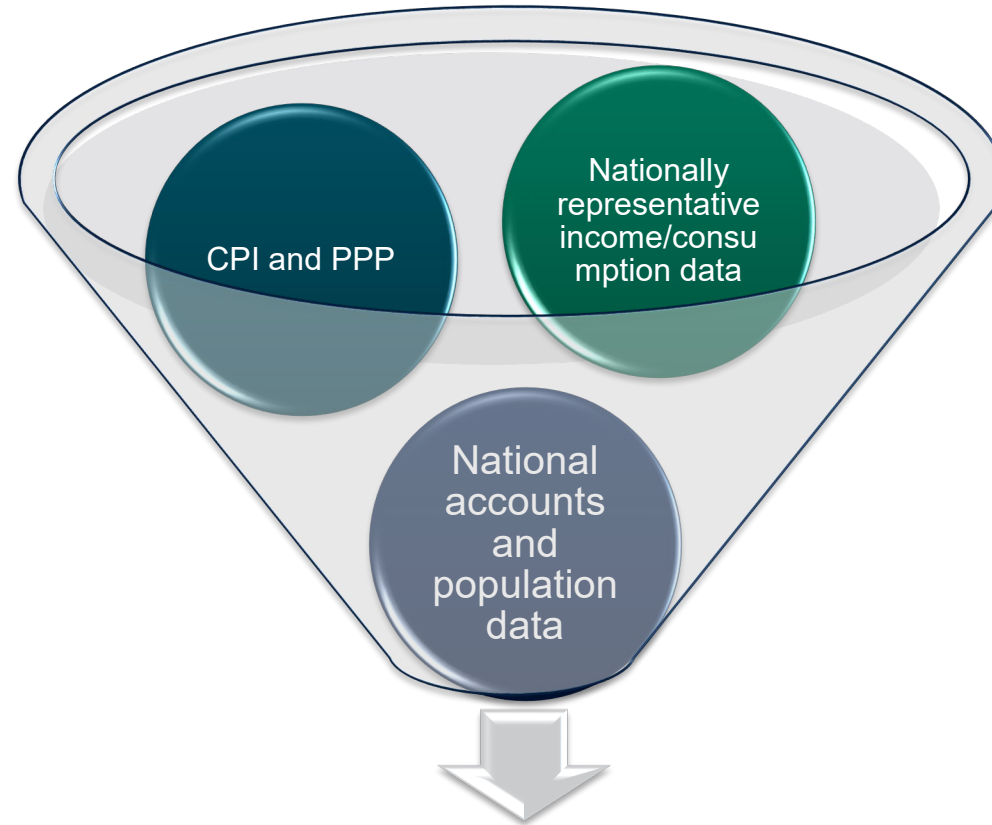 CPI and PPP
Nationally
representative
income/consu
mption data
National
accounts
and
population
data